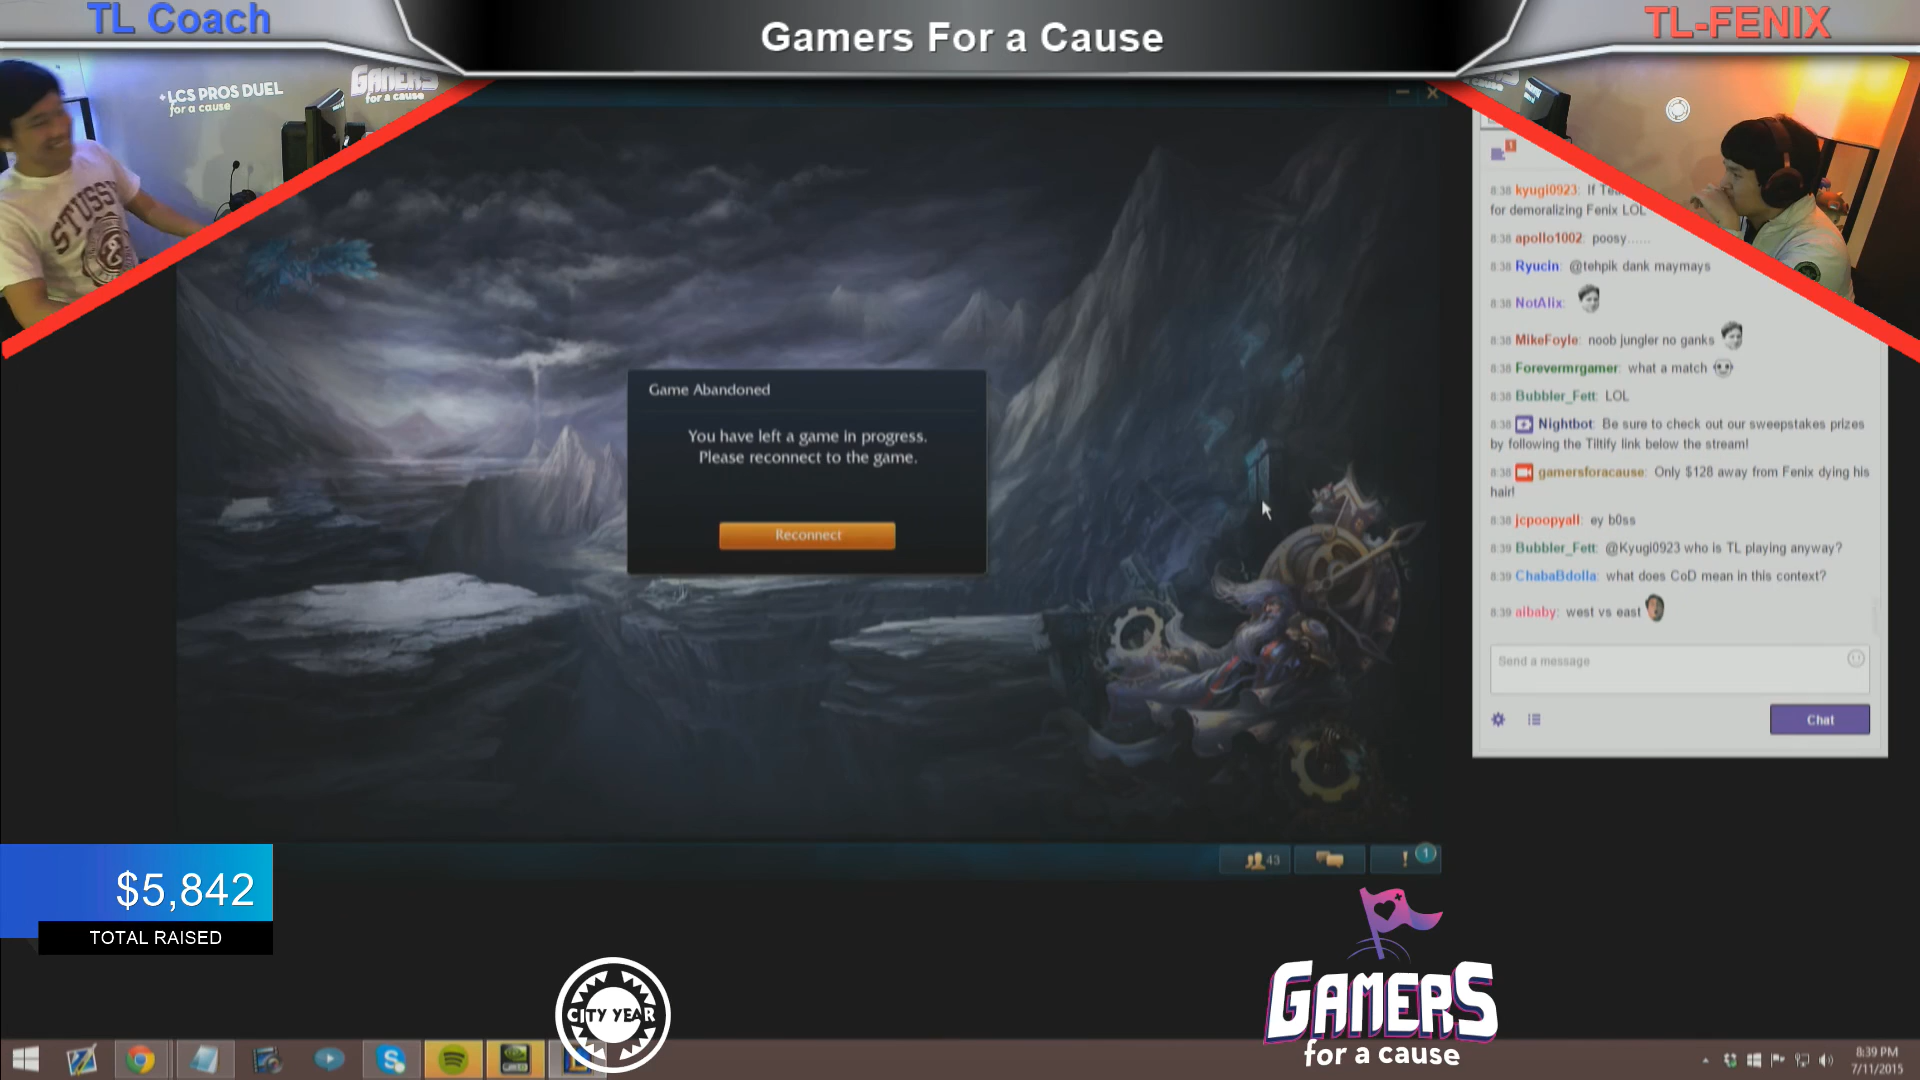 TL Coach
Gamers For a Cause
TL-FENIX
+LCS PROS DUEL
for a cause
GAMERS
for a cause
STUSSY
Game Abandoned
You have left a game in progress.
Please reconnect to the game.
Reconnect
1
8:38 kyugi0923: If
for demoralizing Fenix LOL
8:38 apollo1002: poosy......
8:38 Ryucin: @tehpik dank maymays
8:38 NotAlix:
8:38 MikeFoyle: noob jungler no ganks
8:38 Forevermrgamer: what a match
8:38 Bubbler_Fett: LOL
8:38 Nightbot: Be sure to check out our sweepstakes prizes
by following the Tiltify link below the stream!
8:38 gamersforacause: Only $128 away from Fenix dying his
hair!
8:38 jcpoopyall: ey b0ss
8:39 Bubbler_Fett: @Kyugi0923 who is TL playing anyway?
8:39 ChabaBdolla: what does CoD mean in this context?
8:39 aibaby: west vs east
Send a message
Chat
43
! 1
$5,842
TOTAL RAISED
CITY YEAR
GAMERS
for a cause
8:39 PM
7/11/2015